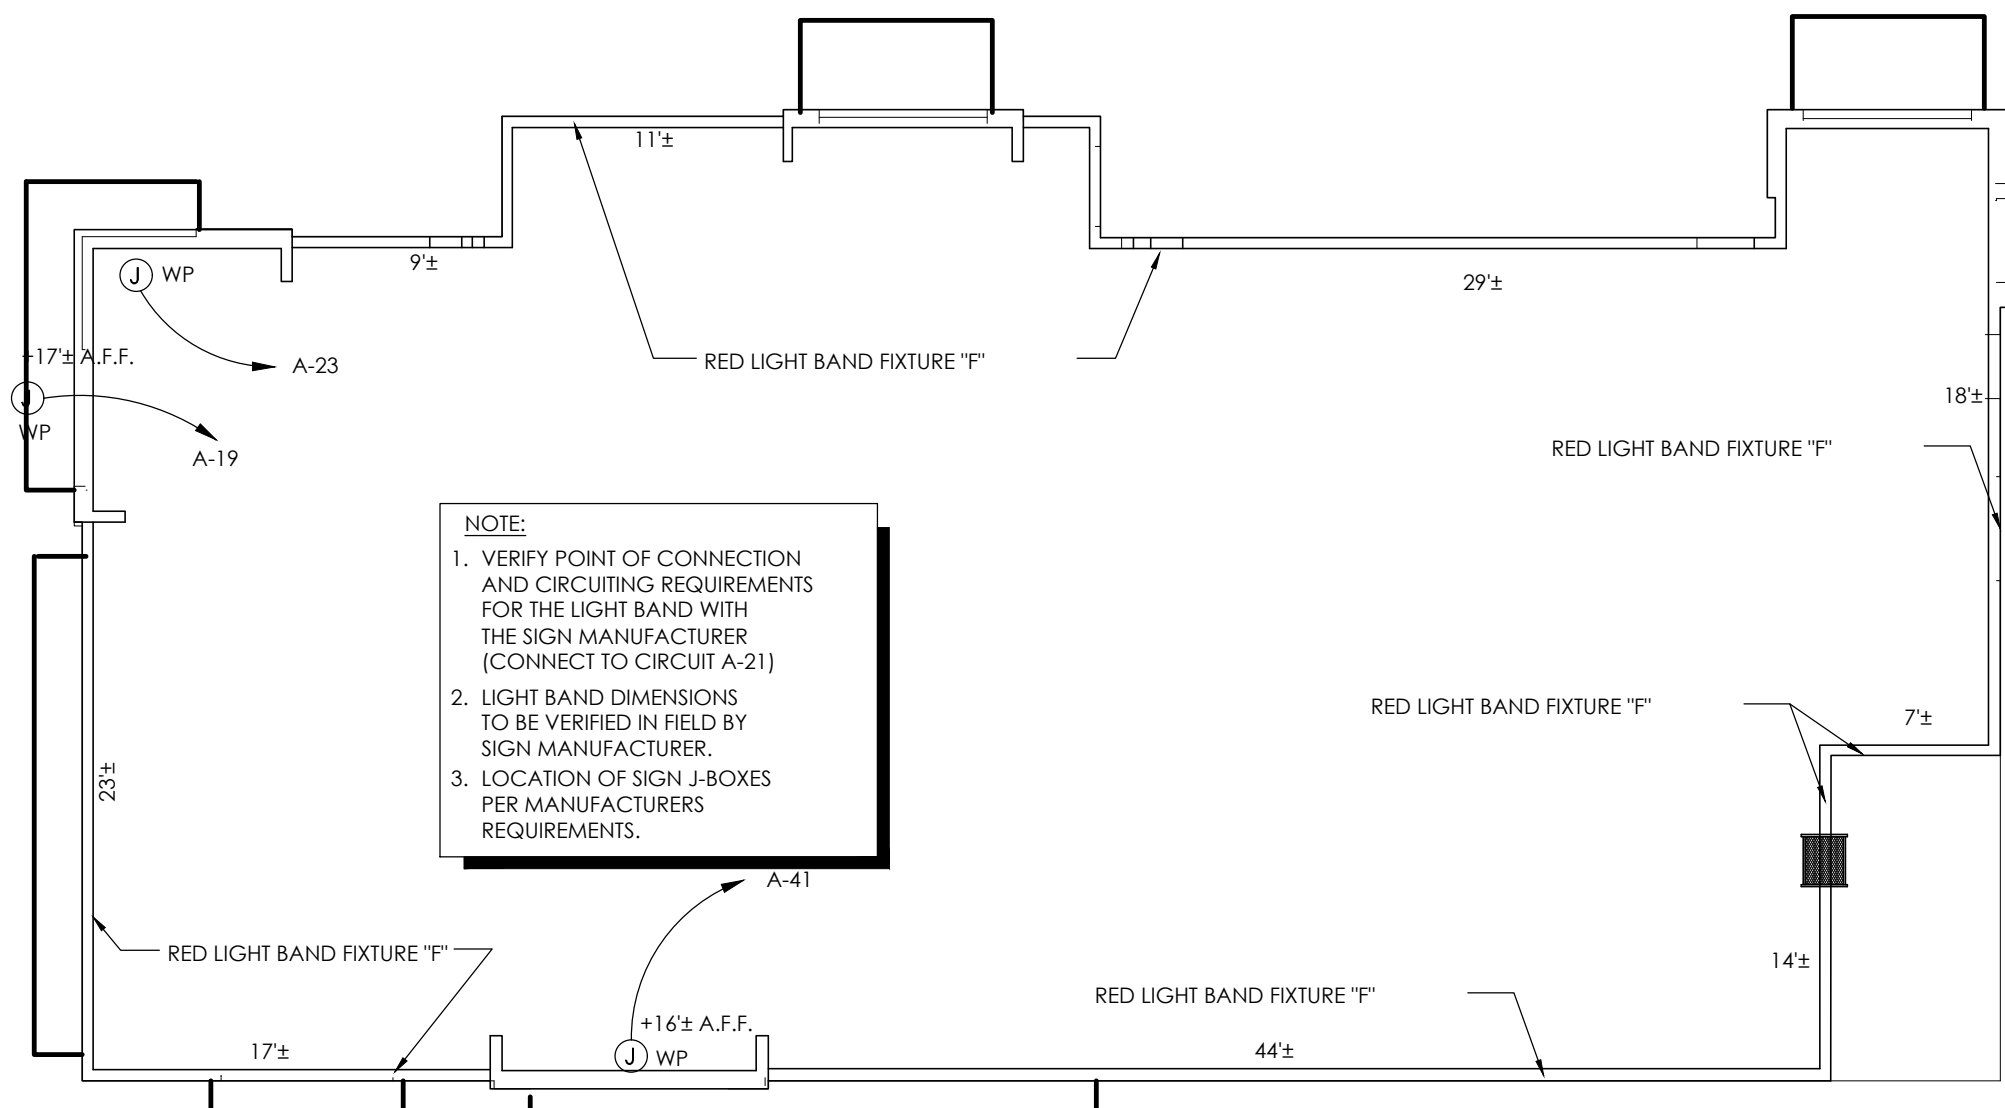 11'±
9'±
J WP
29'±
+17'± A.F.F.
A-23
RED LIGHT BAND FIXTURE "F"
J
WP
18'±
A-19
RED LIGHT BAND FIXTURE "F"
NOTE:
1. VERIFY POINT OF CONNECTION
AND CIRCUITING REQUIREMENTS
FOR THE LIGHT BAND WITH
THE SIGN MANUFACTURER
(CONNECT TO CIRCUIT A-21)
2. LIGHT BAND DIMENSIONS
TO BE VERIFIED IN FIELD BY
SIGN MANUFACTURER.
3. LOCATION OF SIGN J-BOXES
PER MANUFACTURERS
REQUIREMENTS.
RED LIGHT BAND FIXTURE "F"
7'±
23'±
A-41
RED LIGHT BAND FIXTURE "F"
14'±
RED LIGHT BAND FIXTURE "F"
+16'± A.F.F.
17'±
J WP
44'±